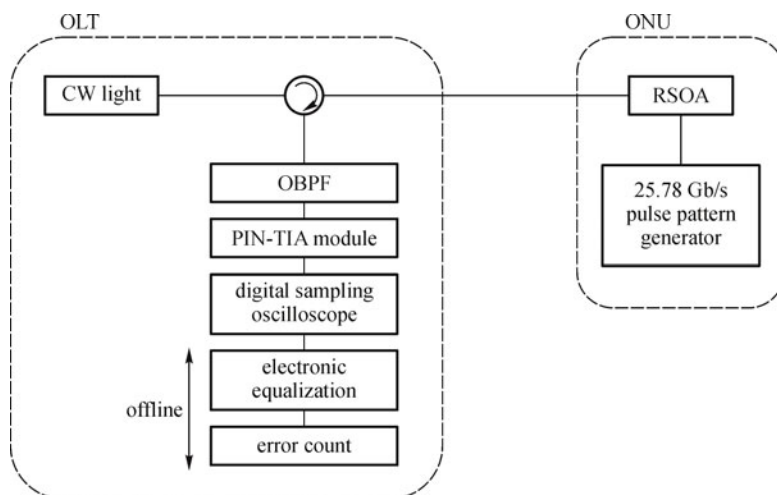 OLT
ONU
CW light
RSOA
OBPF
25.78 Gb/s
pulse pattern
generator
PIN-TIA module
digital sampling
oscilloscope
electronic
equalization
offline
error count